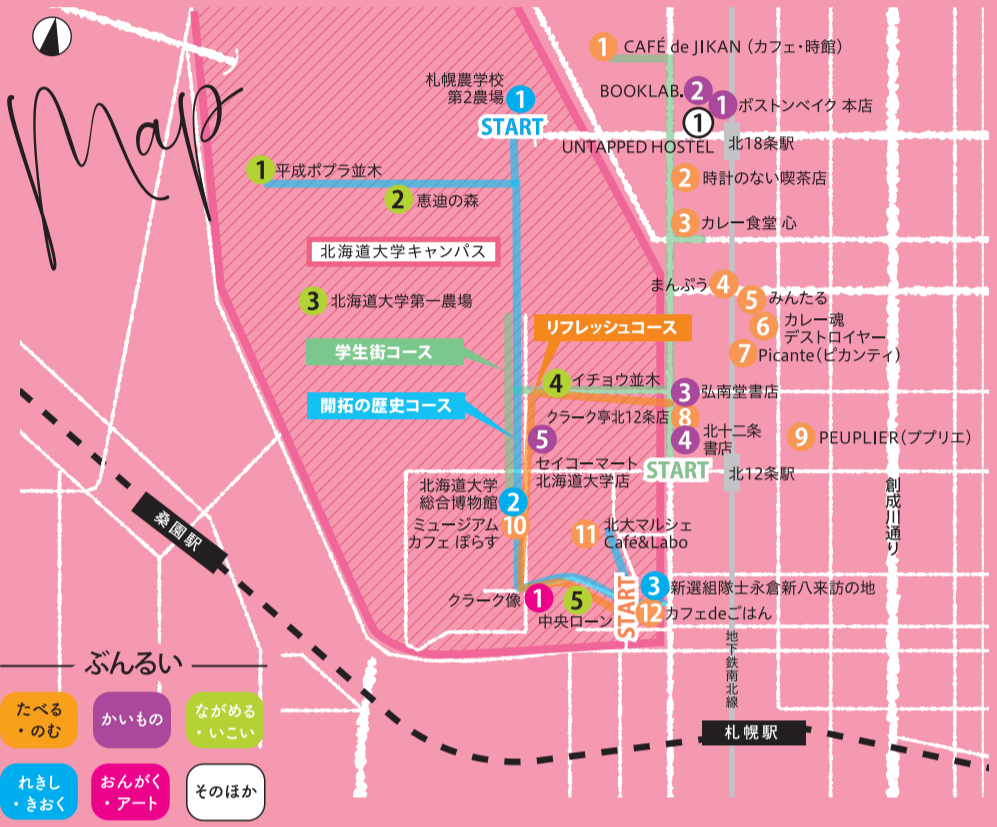 Map
1 CAFÉ de JIKAN（カフェ・時館）
札幌農学校
第2農場
1
START
BOOKLAB. 2
1 ボストンベイク 本店
1
UNTAPPED HOSTEL
北18条駅
1 平成ポプラ並木
2 恵迪の森
2 時計のない喫茶店
3 カレー食堂 心
北海道大学キャンパス
まんぷう 4
5 みんたる
3 北海道大学第一農場
6 カレー魂
デストロイヤー
リフレッシュコース
学生街コース
7 Picante（ピカンティ）
4 イチョウ並木
3 弘南堂書店
開拓の歴史コース
クラーク亭北12条店 8
4 北十二条
書店
9 PEUPLIER（ププリエ）
5
セイコーマート
北海道大学店
START
北12条駅
北海道大学
総合博物館 2
創成川通り
ミュージアム
カフェ ぽらす
10
桑園駅
11 北大マルシェ
Café&Labo
START
3 新選組隊士永倉新八来訪の地
クラーク像 1
5
中央ローン
12 カフェdeごはん
地下鉄南北線
札幌駅
ぶんるい
たべる
・のむ
かいもの
ながめる
・いこい
れきし
・きおく
おんがく
・アート
そのほか